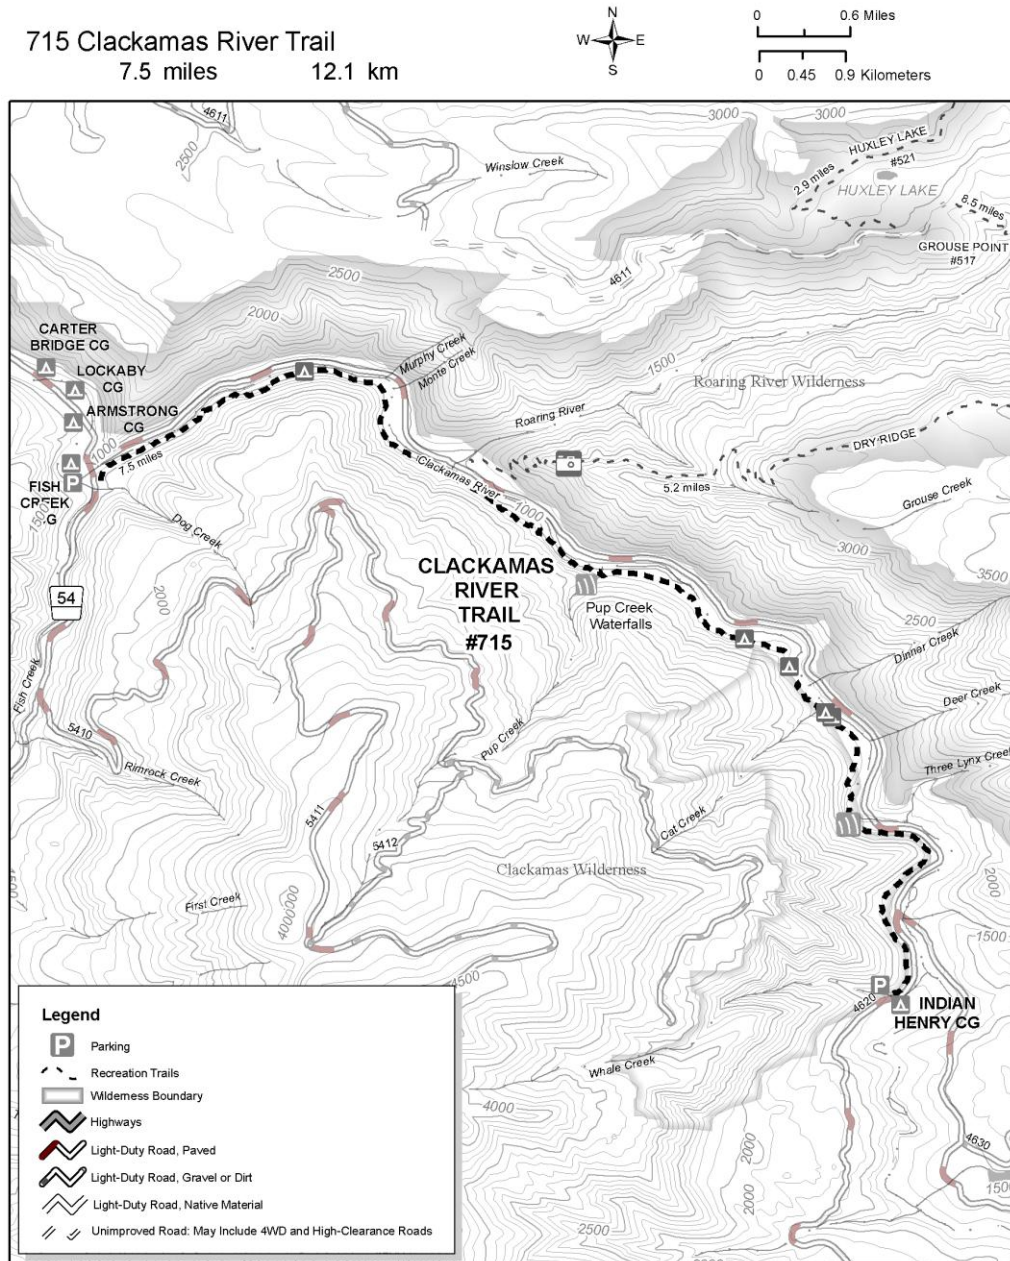 715 Clackamas River Trail
7.5 miles 12.1 km
N
W E
S
0 0.6 Miles
0 0.45 0.9 Kilometers
4611
2500
3000
3000
HUXLEY LAKE
#521
2.9 miles
HUXLEY LAKE
8.5 miles
GROUSE POINT
#517
Winslow Creek
4611
2500
2000
CARTER
BRIDGE CG
LOCKABY
CG
ARMSTRONG
CG
Murphy Creek
Monte Creek
1500
Roaring River Wilderness
Roaring River
DRY RIDGE
1000
7.5 miles
P
FISH
CREEK
G
1500
Clackamas River
1000
5.2 miles
Grouse Creek
Dog Creek
3000
3500
54
2000
CLACKAMAS
RIVER
TRAIL
#715
Pup Creek
Waterfalls
2500
Dinner Creek
Deer Creek
Fish Creek
5410
Rimrock Creek
Pup Creek
Three Lynx Creek
5411
5412
Cat Creek
Clackamas Wilderness
2000
First Creek
4000000
1500
4500
4500
P
4620
INDIAN
HENRY CG
Whale Creek
4000
2000
2000
4630
1500
2500
Legend
P Parking
Recreation Trails
Wilderness Boundary
Highways
Light-Duty Road, Paved
Light-Duty Road, Gravel or Dirt
Light-Duty Road, Native Material
Unimproved Road: May Include 4WD and High-Clearance Roads